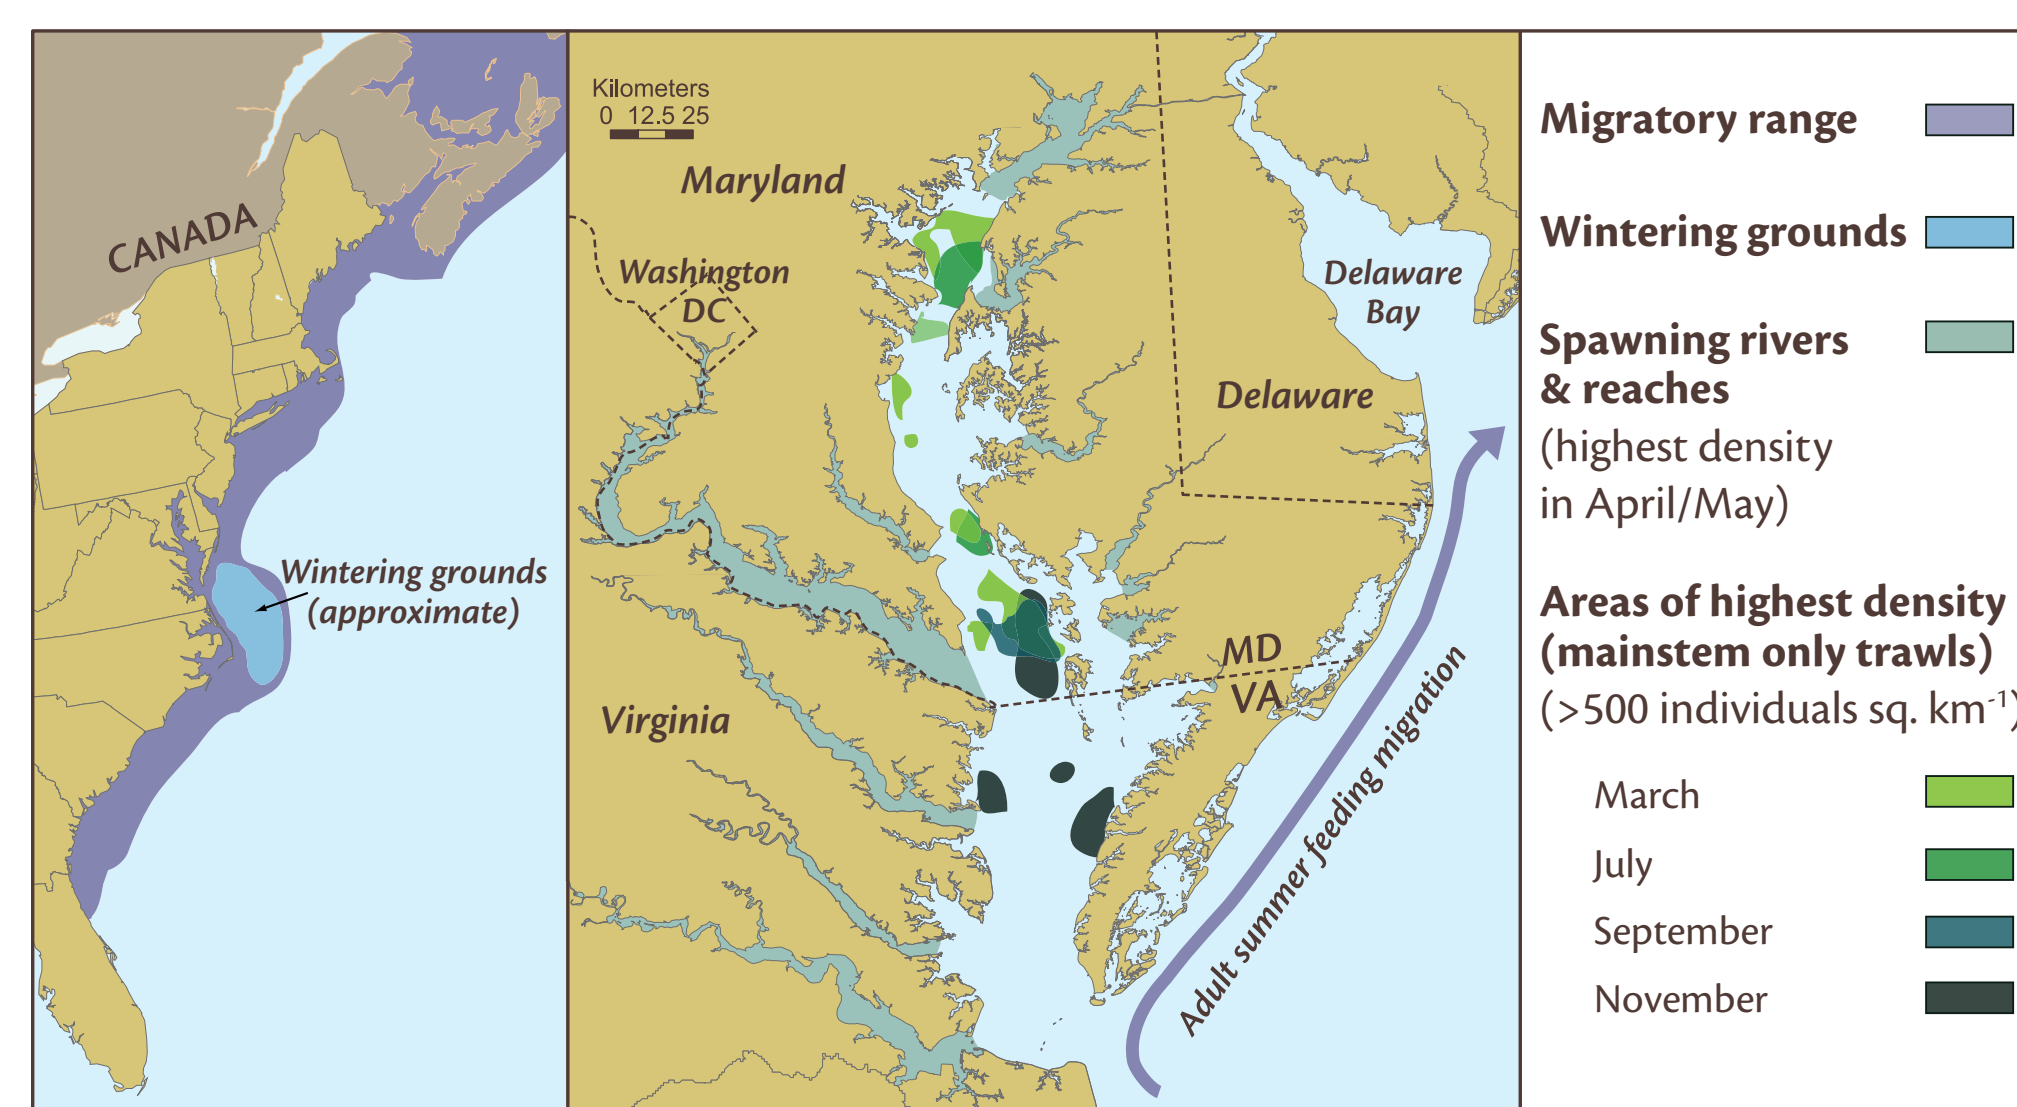 CANADA
Wintering grounds
(approximate)
Kilometers
0 12.5 25
Maryland
Washington
DC
Virginia
Delaware
Bay
Delaware
MD
VA
Adult summer feeding migration
Migratory range
Wintering grounds
Spawning rivers
& reaches
(highest density
in April/May)
Areas of highest density
(mainstem only trawls)
(>500 individuals sq. km⁻¹)
March
July
September
November